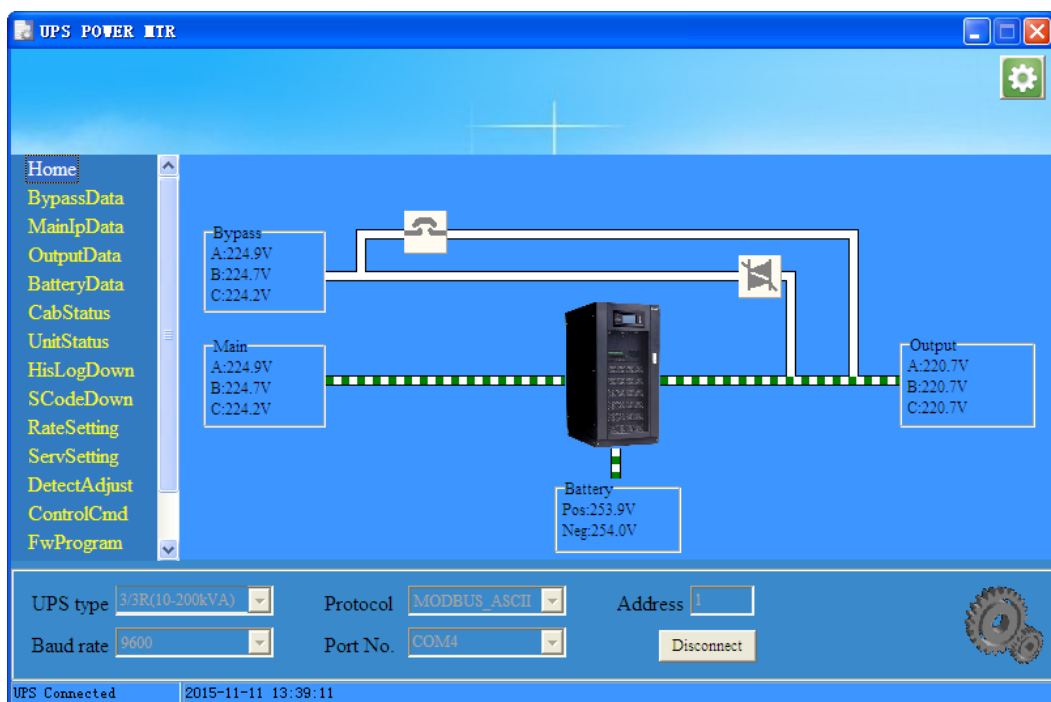 UPS POWER MTR
Home
BypassData
MainIpData
OutputData
BatteryData
CabStatus
UnitStatus
HisLogDown
SCodeDown
RateSetting
ServSetting
DetectAdjust
ControlCmd
FwProgram
Bypass
A:224.9V
B:224.7V
C:224.2V
Main
A:224.9V
B:224.7V
C:224.2V
Output
A:220.7V
B:220.7V
C:220.7V
Battery
Pos:253.9V
Neg:254.0V
UPS type 3/3R(10-200kVA) Protocol MODBUS_ASCII Address 1
Baud rate 9600 Port No. COM4 Disconnect
UPS Connected 2015-11-11 13:39:11